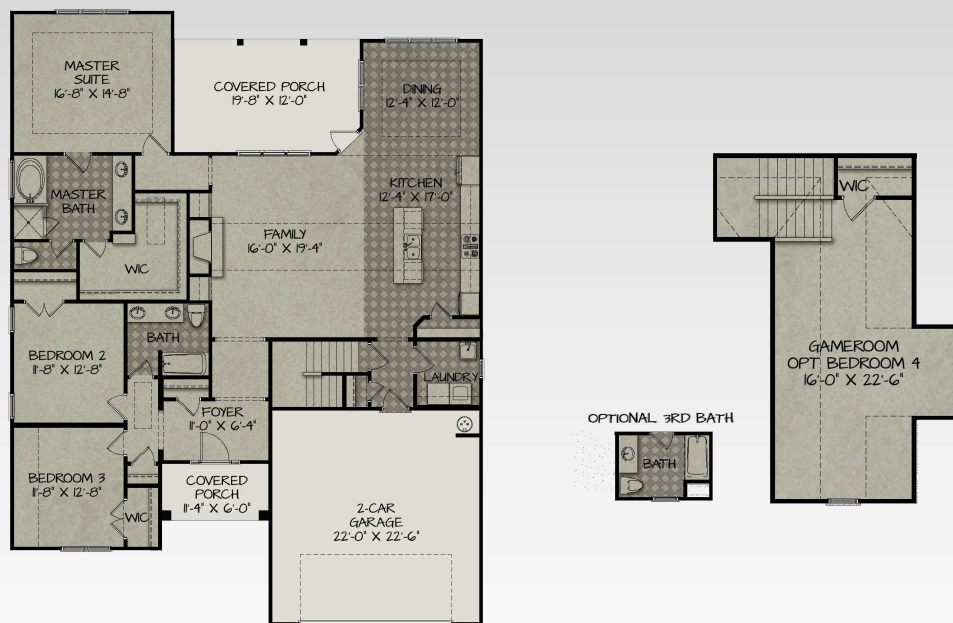 MASTER
SUITE
16'-8" X 14'-8"
COVERED PORCH
19'-8" X 12'-0"
DINING
12'-4" X 12'-0"
MASTER
BATH
KITCHEN
12'-4" X 17'-0"
FAMILY
16'-0" X 19'-4"
WIC
BATH
BEDROOM 2
11'-8" X 12'-8"
LAUNDRY
FOYER
11'-0" X 6'-4"
BEDROOM 3
11'-8" X 12'-8"
COVERED
PORCH
11'-4" X 6'-0"
WIC
2-CAR
GARAGE
22'-0" X 22'-6"
OPTIONAL 3RD BATH
BATH
WIC
GAMEROOM
OPT BEDROOM 4
16'-0" X 22'-6"